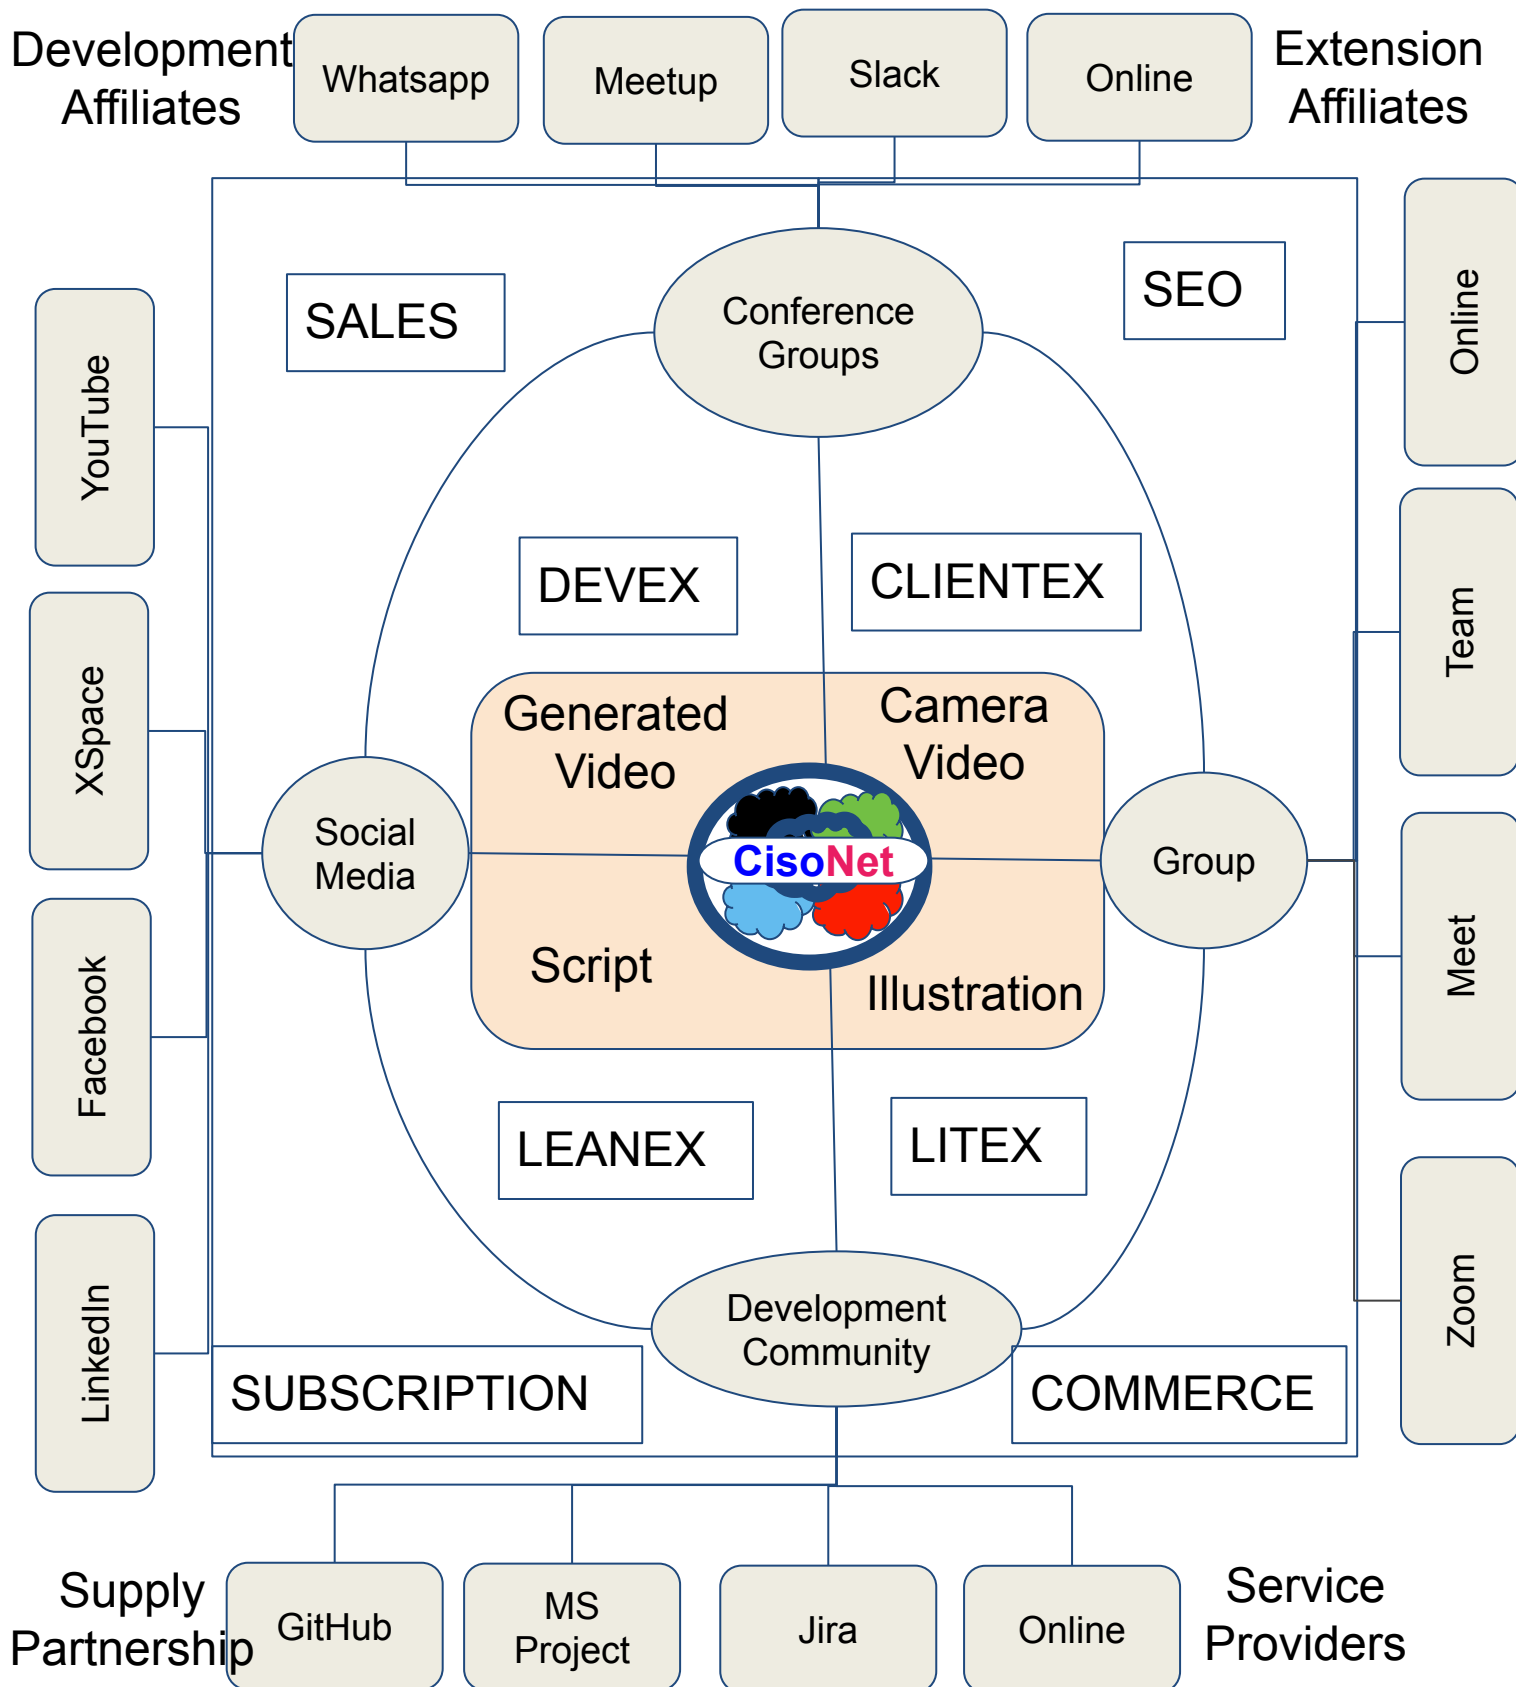 Development
Affiliates
Whatsapp
Meetup
Slack
Online
Extension
Affiliates
SALES
Conference
Groups
SEO
YouTube
XSpace
Facebook
LinkedIn
Online
Team
Meet
Zoom
DEVEX
CLIENTEX
Generated
Video
Camera
Video
Social
Media
CisoNet
Group
Script
Illustration
LEANEX
LITEX
Development
Community
SUBSCRIPTION
COMMERCE
Supply
Partnership
GitHub
MS
Project
Jira
Online
Service
Providers